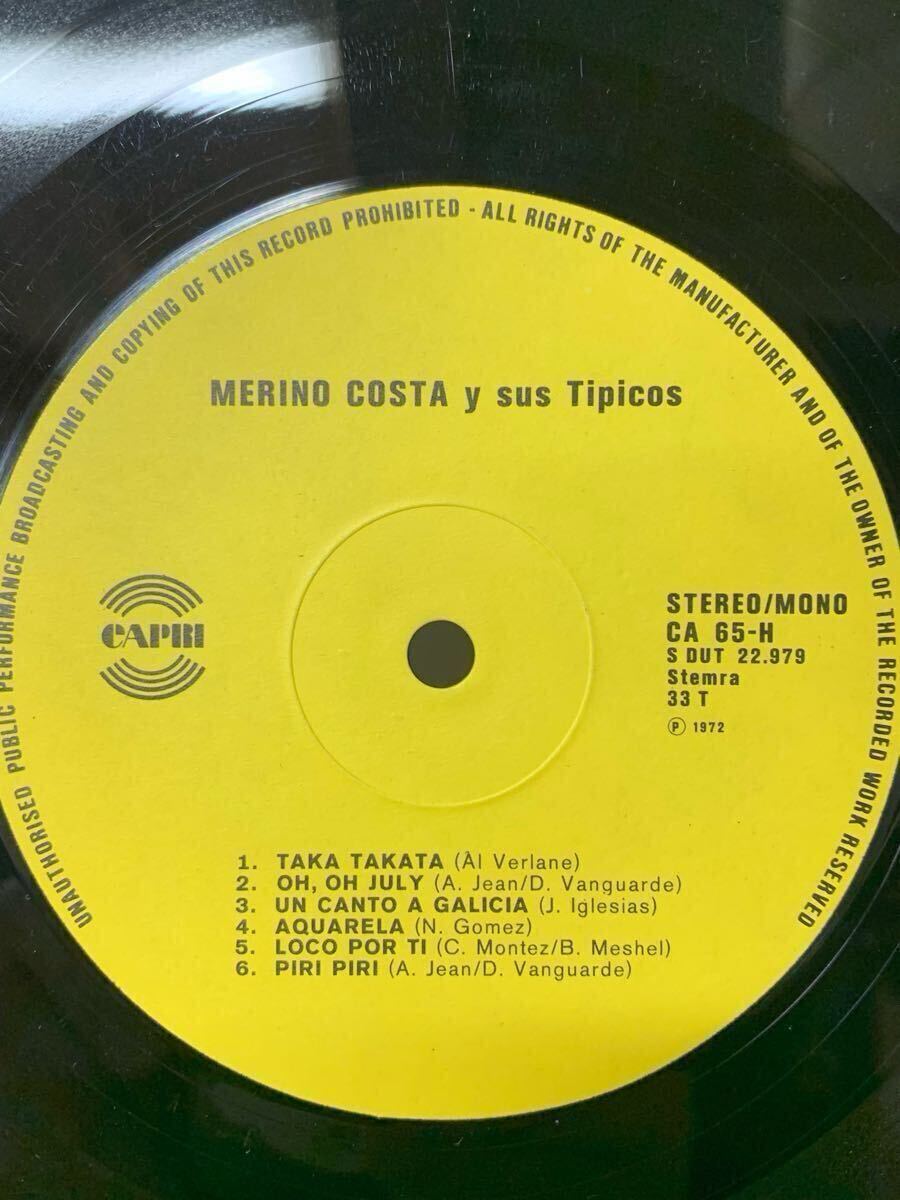 UNAUTHORISED PUBLIC PERFORMANCE BROADCASTING AND COPYING OF THIS RECORD PROHIBITED - ALL RIGHTS OF THE MANUFACTURER AND OF THE OWNER OF THE RECORDED WORK RESERVED
MERINO COSTA y sus Tipicos
CAPRI
STEREO/MONO
CA 65-H
S DUT 22.979
Stemra
33 T
℗ 1972
1. TAKA TAKATA (Àl Verlane)
2. OH, OH JULY (A. Jean/D. Vanguarde)
3. UN CANTO A GALICIA (J. Iglesias)
4. AQUARELA (N. Gomez)
5. LOCO POR TI (C. Montez/B. Meshel)
6. PIRI PIRI (A. Jean/D. Vanguarde)